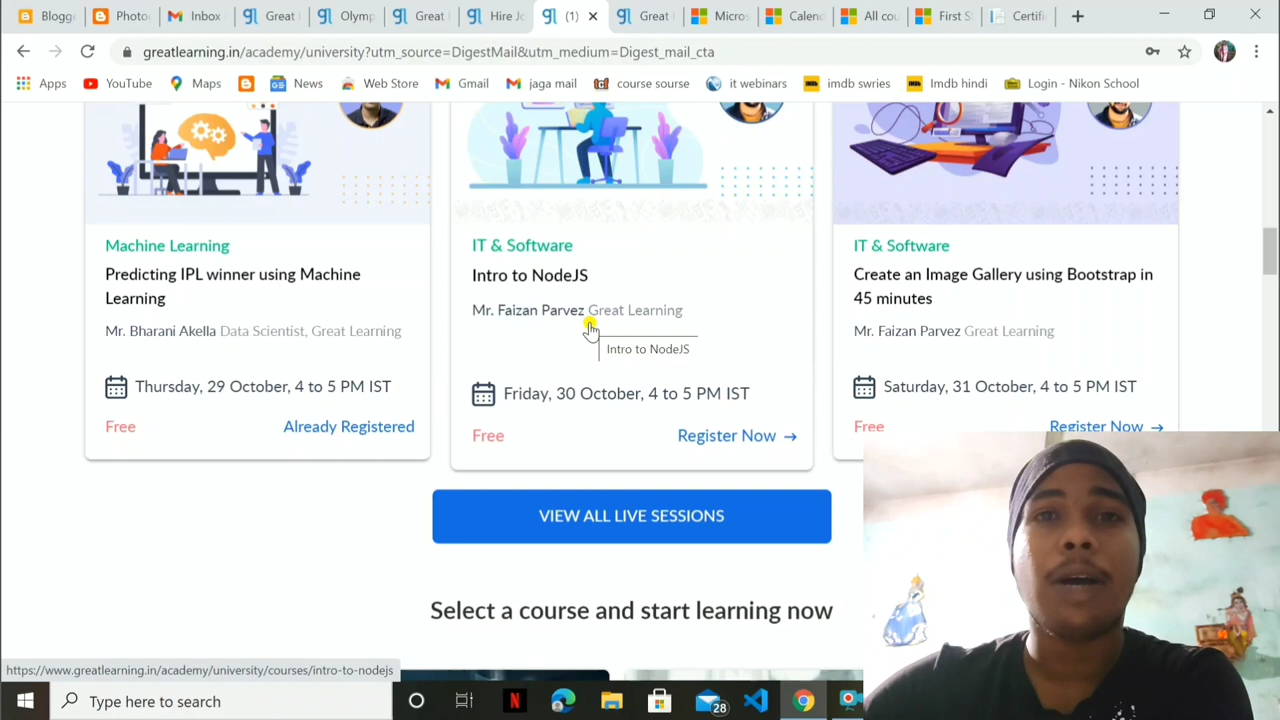 Blogg
Photo
Inbox
Great
Olymp
Great
Hire Jo
(1)
Great
Micros
Calend
All cou
First S
Certifi
greatlearning.in/academy/university?utm_source=DigestMail&utm_medium=Digest_mail_cta
Apps
YouTube
Maps
News
Web Store
Gmail
jaga mail
course sourse
it webinars
imdb swries
Imdb hindi
Login - Nikon School
Machine Learning
Predicting IPL winner using Machine
Learning
Mr. Bharani Akella Data Scientist, Great Learning
Thursday, 29 October, 4 to 5 PM IST
Free
Already Registered
IT & Software
Intro to NodeJS
Mr. Faizan Parvez Great Learning
Intro to NodeJS
Friday, 30 October, 4 to 5 PM IST
Free
Register Now →
IT & Software
Create an Image Gallery using Bootstrap in
45 minutes
Mr. Faizan Parvez Great Learning
Saturday, 31 October, 4 to 5 PM IST
Free
Register Now →
VIEW ALL LIVE SESSIONS
Select a course and start learning now
https://www.greatlearning.in/academy/university/courses/intro-to-nodejs
Type here to search
28